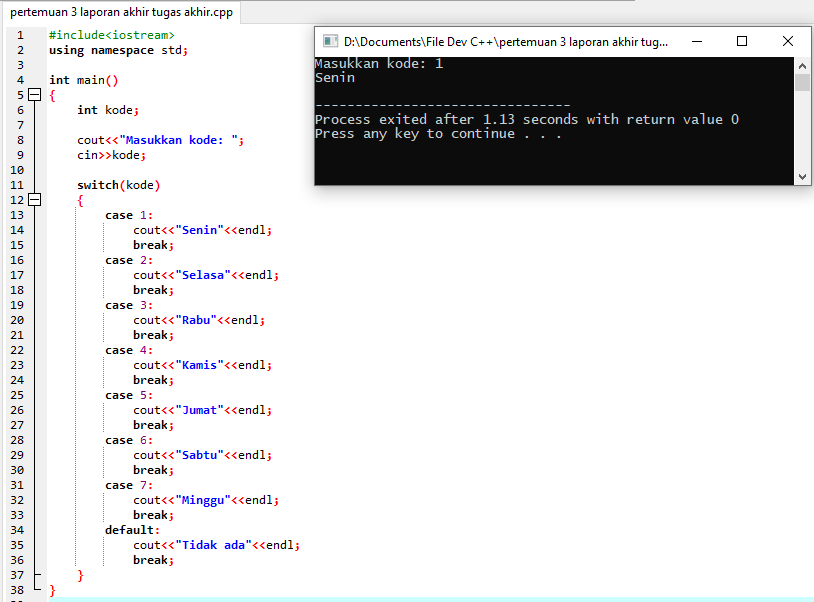 pertemuan 3 laporan akhir tugas akhir.cpp
1 #include<iostream>
2 using namespace std;
3
4 int main()
5 {
6 int kode;
7
8 cout<<"Masukkan kode: ";
9 cin>>kode;
10
11 switch(kode)
12 {
13 case 1:
14 cout<<"Senin"<<endl;
15 break;
16 case 2:
17 cout<<"Selasa"<<endl;
18 break;
19 case 3:
20 cout<<"Rabu"<<endl;
21 break;
22 case 4:
23 cout<<"Kamis"<<endl;
24 break;
25 case 5:
26 cout<<"Jumat"<<endl;
27 break;
28 case 6:
29 cout<<"Sabtu"<<endl;
30 break;
31 case 7:
32 cout<<"Minggu"<<endl;
33 break;
34 default:
35 cout<<"Tidak ada"<<endl;
36 break;
37 }
38 }
D:\Documents\File Dev C++\pertemuan 3 laporan akhir tug...
Masukkan kode: 1
Senin
--------------------------------
Process exited after 1.13 seconds with return value 0
Press any key to continue . . .